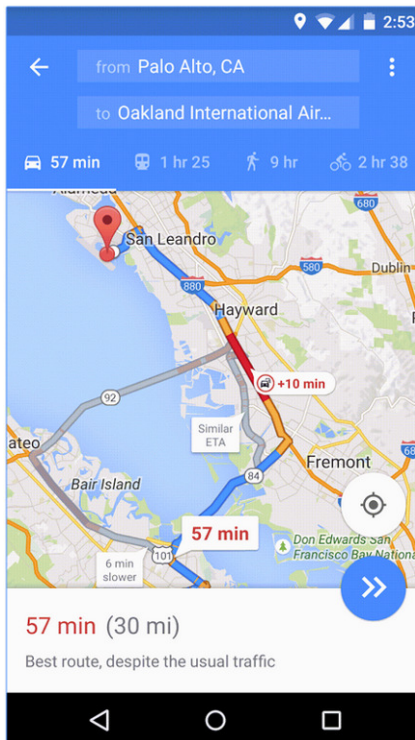 2:53
from Palo Alto, CA
to Oakland International Air...
57 min 1 hr 25 9 hr 2 hr 38
Alameda
680
San Leandro
580
Dublin
880
Hayward
+10 min
92
Similar
ETA
ateo
84
Fremont
Bair Island
57 min
101
6 min
slower
Don Edwards San
Francisco Bay Nationa
57 min (30 mi)
Best route, despite the usual traffic